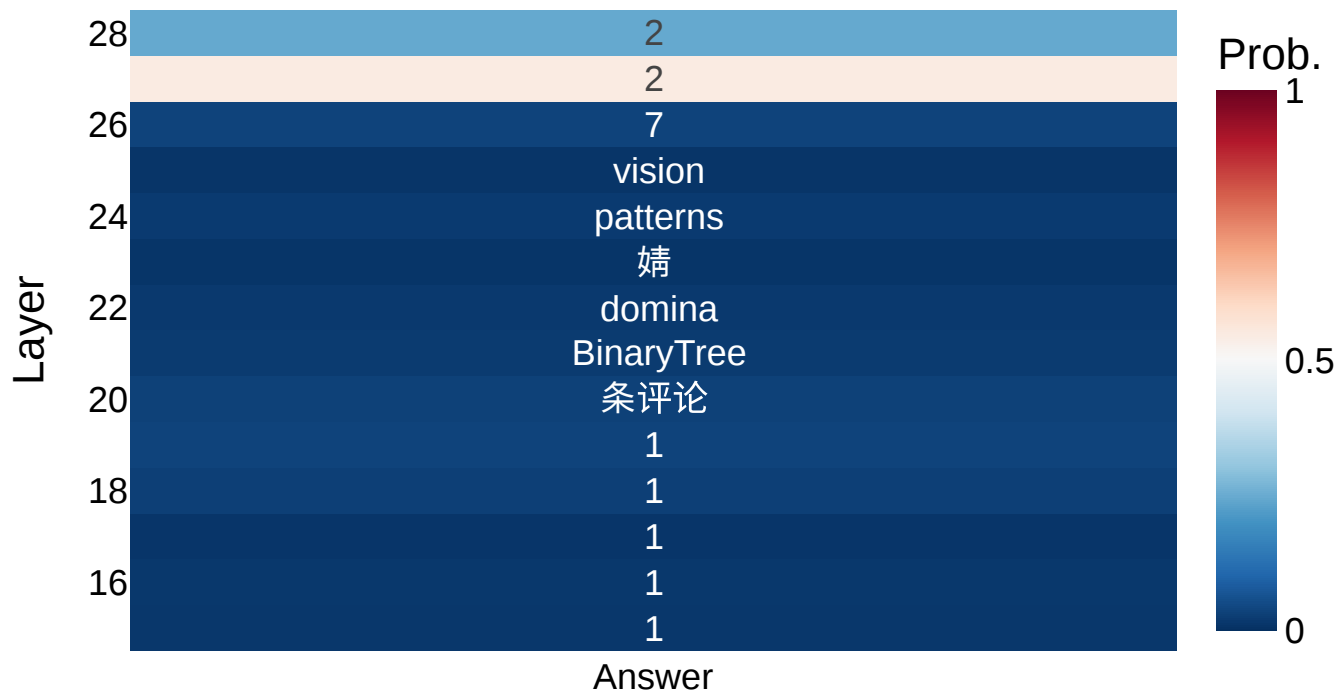 28
2
2
26
7
vision
24
patterns
婧
22
domina
BinaryTree
20
条评论
1
18
1
1
16
1
1
Layer
Answer
Prob.
1
0.5
0